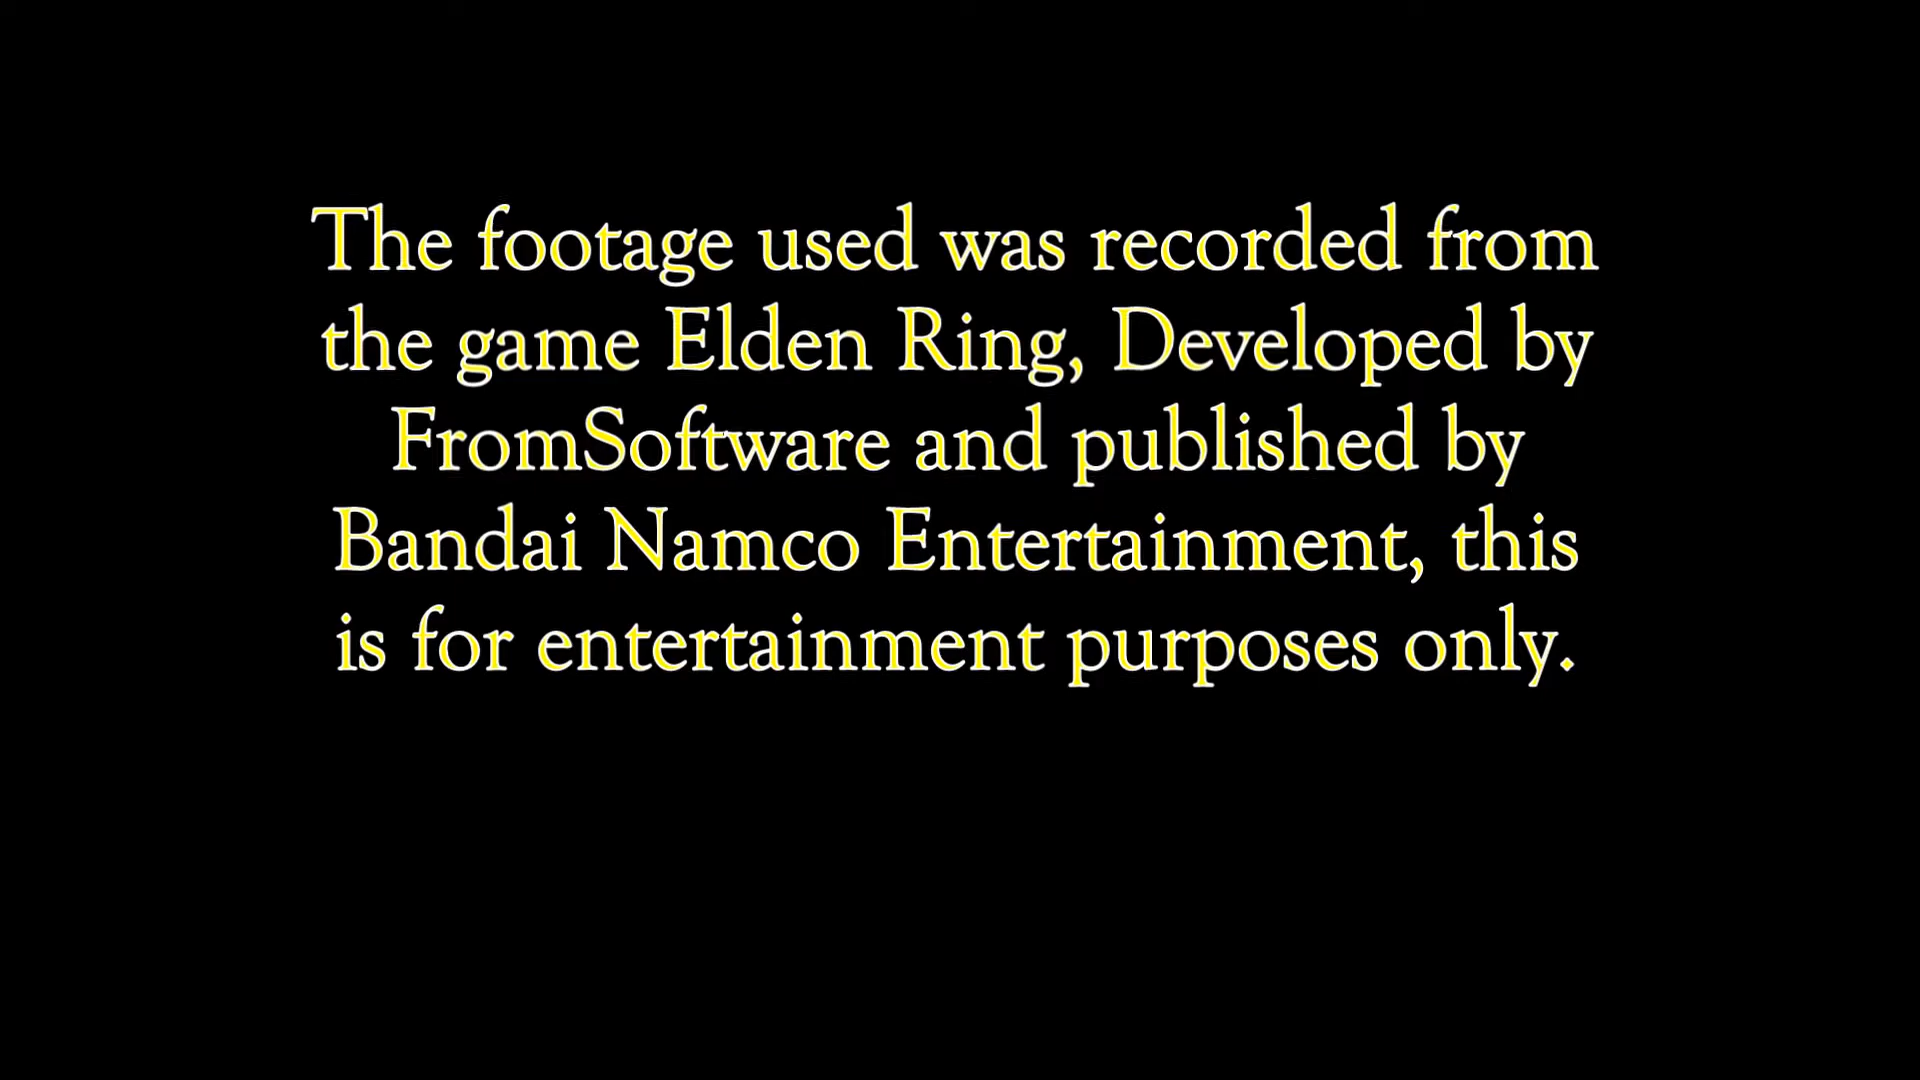 The footage used was recorded from
the game Elden Ring, Developed by
FromSoftware and published by
Bandai Namco Entertainment, this
is for entertainment purposes only.